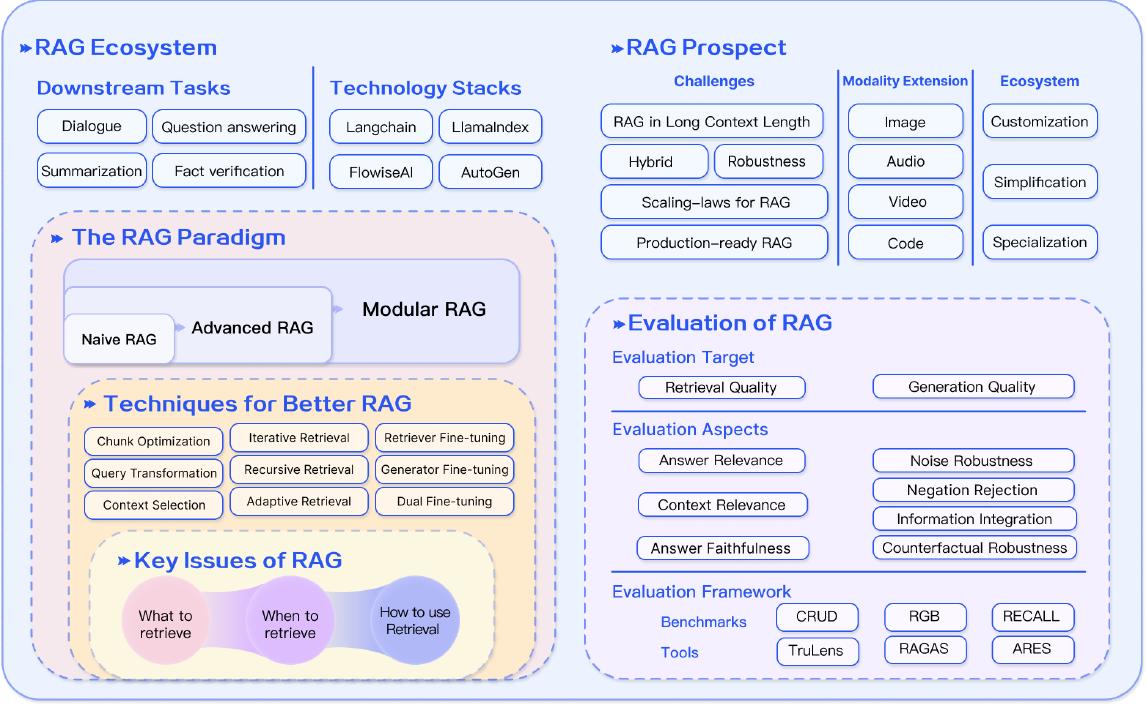 RAG Ecosystem
Downstream Tasks
Dialogue
Question answering
Summarization
Fact verification
Technology Stacks
Langchain
LlamaIndex
FlowiseAI
AutoGen
The RAG Paradigm
Naive RAG
Advanced RAG
Modular RAG
Techniques for Better RAG
Chunk Optimization
Iterative Retrieval
Retriever Fine-tuning
Query Transformation
Recursive Retrieval
Generator Fine-tuning
Context Selection
Adaptive Retrieval
Dual Fine-tuning
Key Issues of RAG
What to
retrieve
When to
retrieve
How to use
Retrieval
RAG Prospect
Challenges
RAG in Long Context Length
Hybrid
Robustness
Scaling-laws for RAG
Production-ready RAG
Modality Extension
Image
Audio
Video
Code
Ecosystem
Customization
Simplification
Specialization
Evaluation of RAG
Evaluation Target
Retrieval Quality
Generation Quality
Evaluation Aspects
Answer Relevance
Context Relevance
Answer Faithfulness
Noise Robustness
Negation Rejection
Information Integration
Counterfactual Robustness
Evaluation Framework
Benchmarks
CRUD
RGB
RECALL
Tools
TruLens
RAGAS
ARES